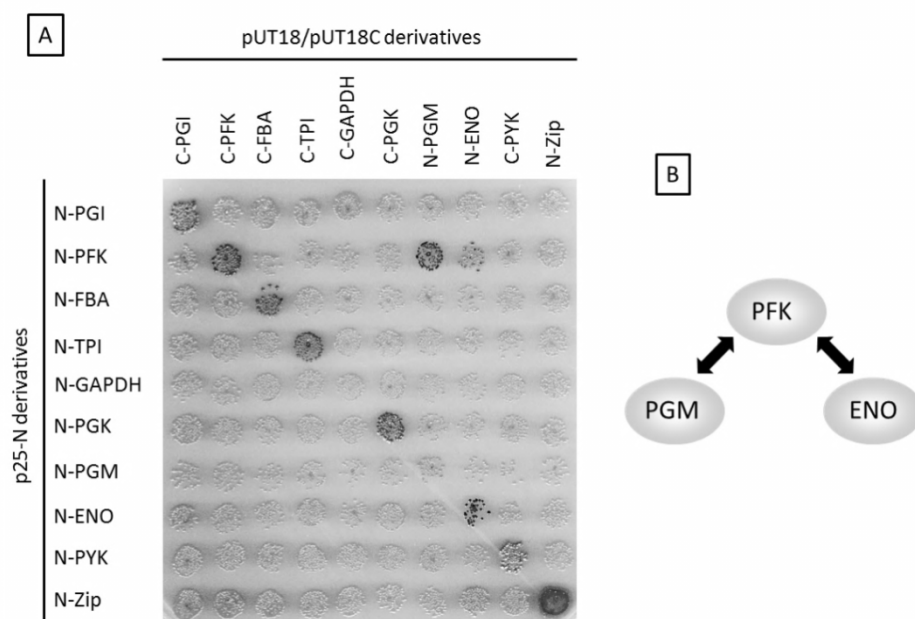 A
pUT18/pUT18C derivatives
C-PGI
C-PFK
C-FBA
C-TPI
C-GAPDH
C-PGK
N-PGM
N-ENO
C-PYK
N-Zip
p25-N derivatives
N-PGI
N-PFK
N-FBA
N-TPI
N-GAPDH
N-PGK
N-PGM
N-ENO
N-PYK
N-Zip
B
PFK
PGM
ENO